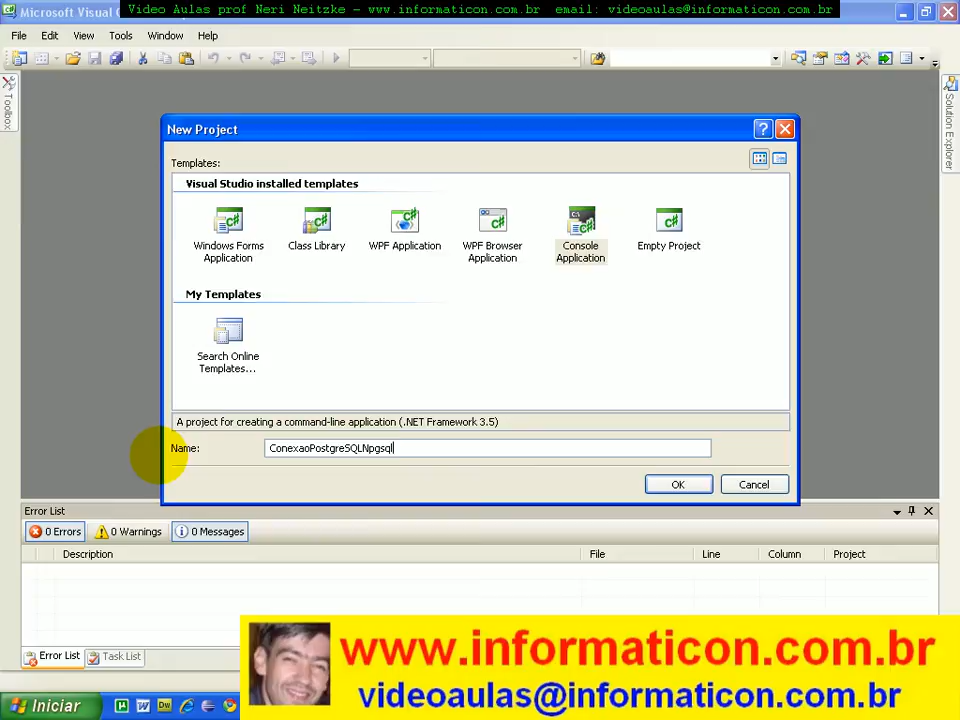 Video Aulas prof Neri Neitzke - www.informaticon.com.br  email: videoaulas@informaticon.com.br
Microsoft Visual C
File Edit View Tools Window Help
Toolbox
Solution Explorer
New Project
Templates:
Visual Studio installed templates
Windows Forms Application
Class Library
WPF Application
WPF Browser Application
Console Application
Empty Project
My Templates
Search Online Templates...
A project for creating a command-line application (.NET Framework 3.5)
Name: ConexaoPostgreSQLNpgsql
OK Cancel
Error List
0 Errors 0 Warnings 0 Messages
Description File Line Column Project
Error List Task List
www.informaticon.com.br
videoaulas@informaticon.com.br
Iniciar